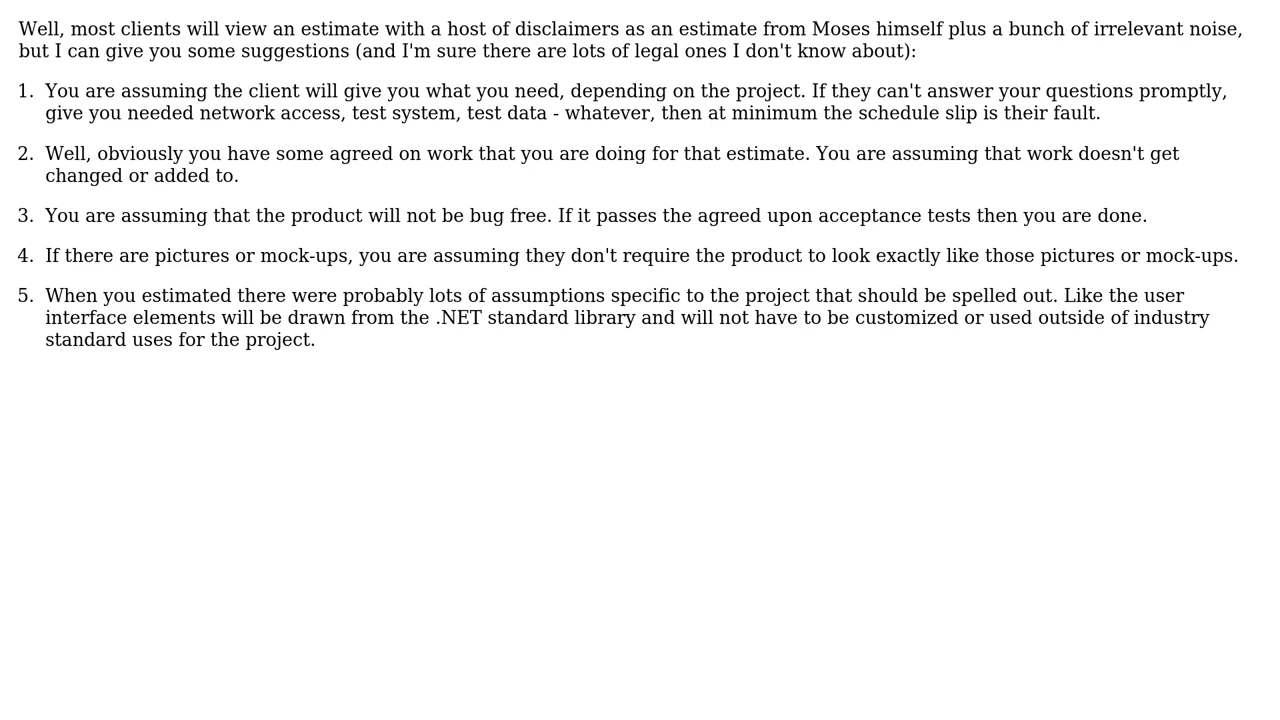 Well, most clients will view an estimate with a host of disclaimers as an estimate from Moses himself plus a bunch of irrelevant noise,
but I can give you some suggestions (and I'm sure there are lots of legal ones I don't know about):
1. You are assuming the client will give you what you need, depending on the project. If they can't answer your questions promptly,
give you needed network access, test system, test data - whatever, then at minimum the schedule slip is their fault.
2. Well, obviously you have some agreed on work that you are doing for that estimate. You are assuming that work doesn't get
changed or added to.
3. You are assuming that the product will not be bug free. If it passes the agreed upon acceptance tests then you are done.
4. If there are pictures or mock-ups, you are assuming they don't require the product to look exactly like those pictures or mock-ups.
5. When you estimated there were probably lots of assumptions specific to the project that should be spelled out. Like the user
interface elements will be drawn from the .NET standard library and will not have to be customized or used outside of industry
standard uses for the project.